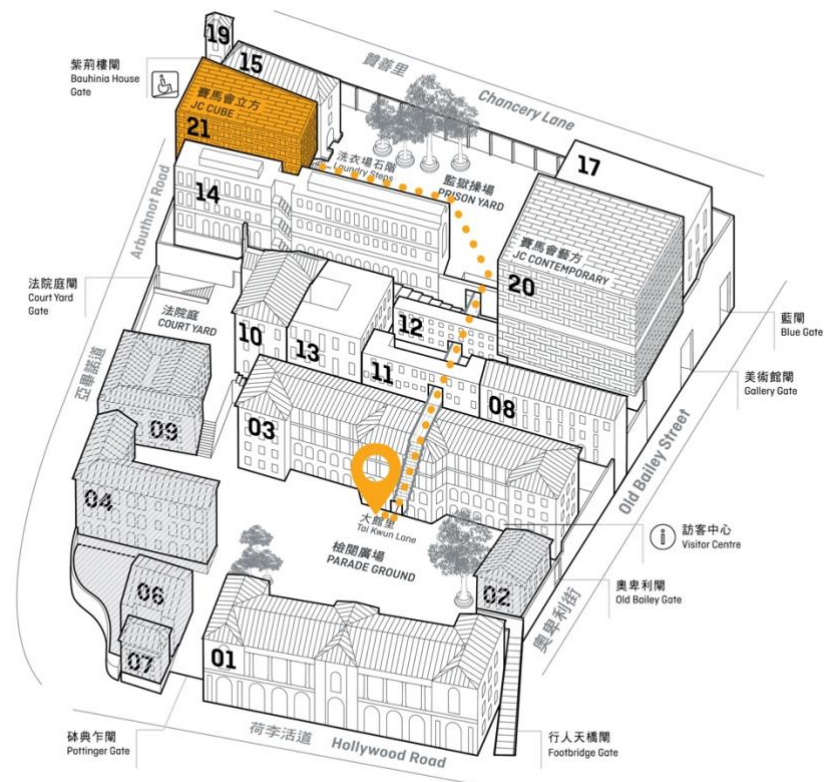 19
15
紫荊樓閘
Bauhinia House
Gate
賽馬會立方
JC CUBE
21
贊善里
Chancery Lane
洗衣場石階
Laundry Steps
監獄操場
PRISON YARD
17
14
Arbuthnot Road
賽馬會藝方
JC CONTEMPORARY
20
法院庭閘
Court Yard
Gate
法院庭
COURT YARD
10
13
12
11
08
藍閘
Blue Gate
美術館閘
Gallery Gate
亞畢諾道
09
03
04
Old Bailey Street
大館里
Tai Kwun Lane
檢閱廣場
PARADE GROUND
訪客中心
Visitor Centre
02
奧卑利閘
Old Bailey Gate
奧卑利街
06
07
01
砵典乍閘
Pottinger Gate
荷李活道 Hollywood Road
行人天橋閘
Footbridge Gate